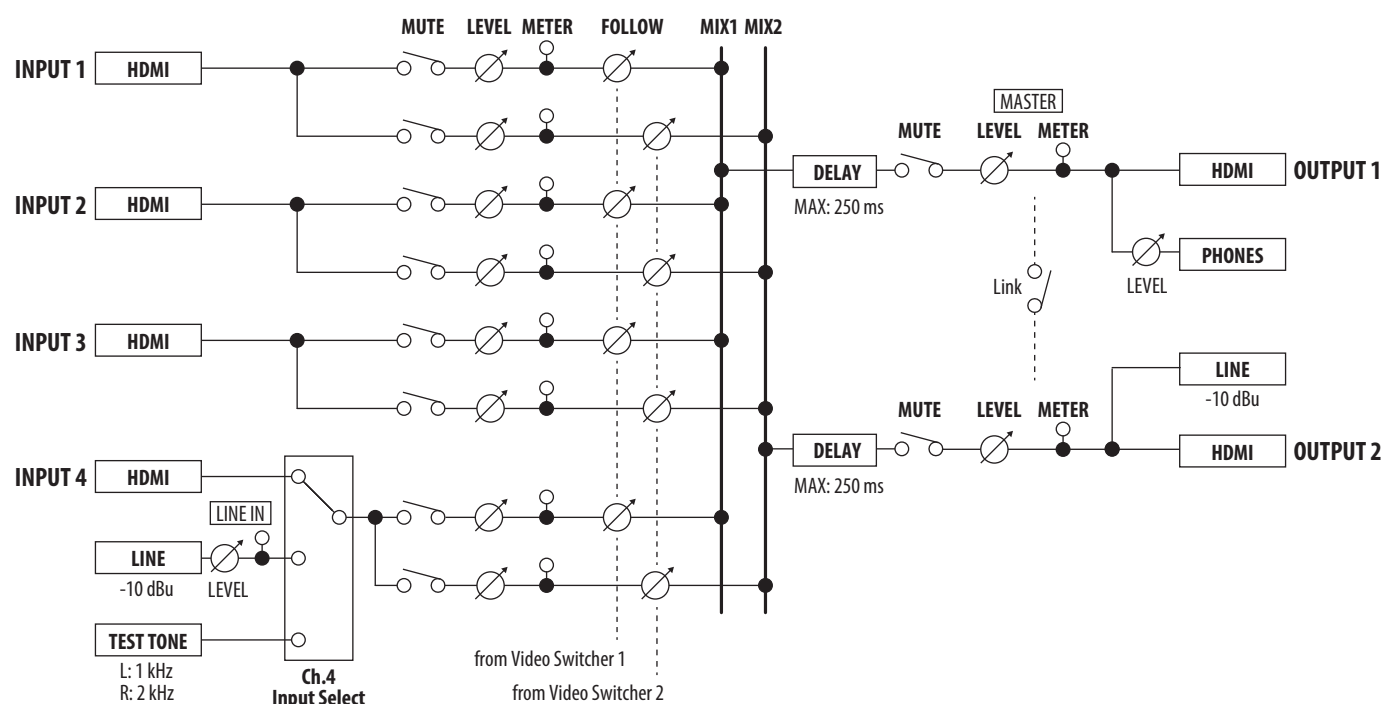 MUTE LEVEL METER FOLLOW MIX1 MIX2
INPUT 1 HDMI
MASTER
MUTE LEVEL METER
DELAY HDMI OUTPUT 1
MAX: 250 ms
INPUT 2 HDMI
PHONES
LEVEL
Link
INPUT 3 HDMI
LINE
-10 dBu
MUTE LEVEL METER
DELAY HDMI OUTPUT 2
MAX: 250 ms
INPUT 4 HDMI
LINE IN
LINE
-10 dBu LEVEL
TEST TONE
L: 1 kHz
R: 2 kHz
Ch.4
Input Select
from Video Switcher 1
from Video Switcher 2